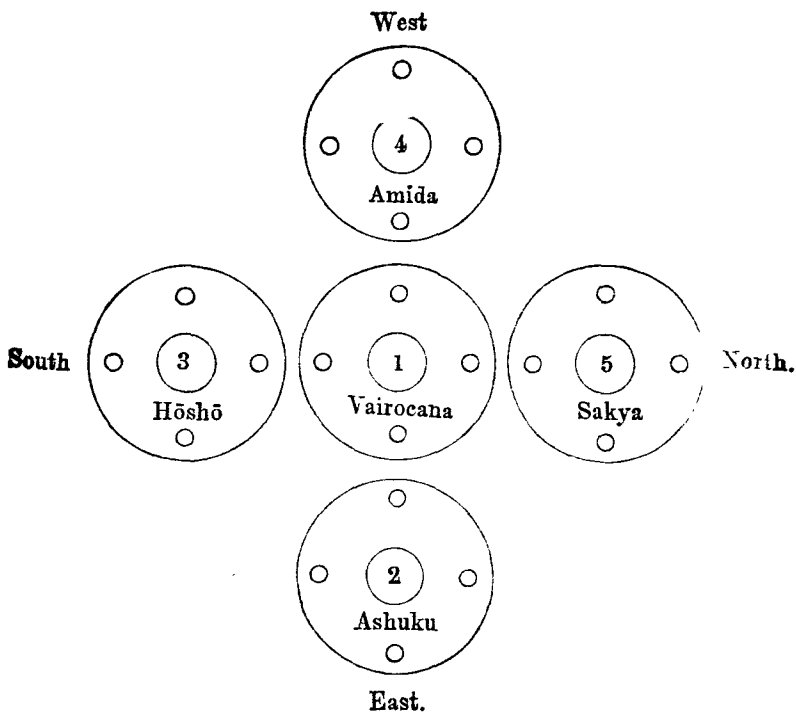 West
4
Amida
South
3
Hōshō
1
Vairocana
5
Sakya
North.
2
Ashuku
East.